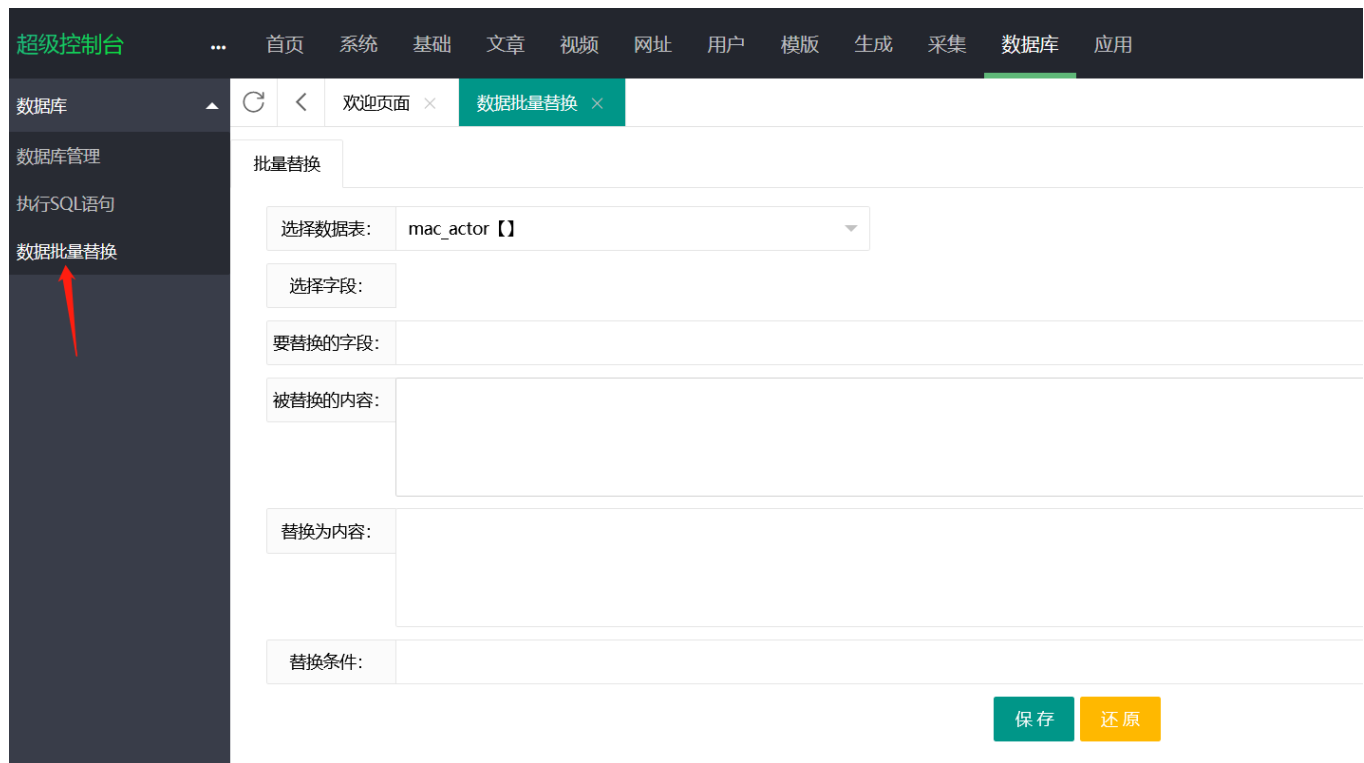 超级控制台 ... 首页 系统 基础 文章 视频 网址 用户 模版 生成 采集 数据库 应用
数据库 欢迎页面 数据批量替换
数据库管理
执行SQL语句
数据批量替换
批量替换
选择数据表： mac_actor【】
选择字段：
要替换的字段：
被替换的内容：
替换为内容：
替换条件：
保存 还原